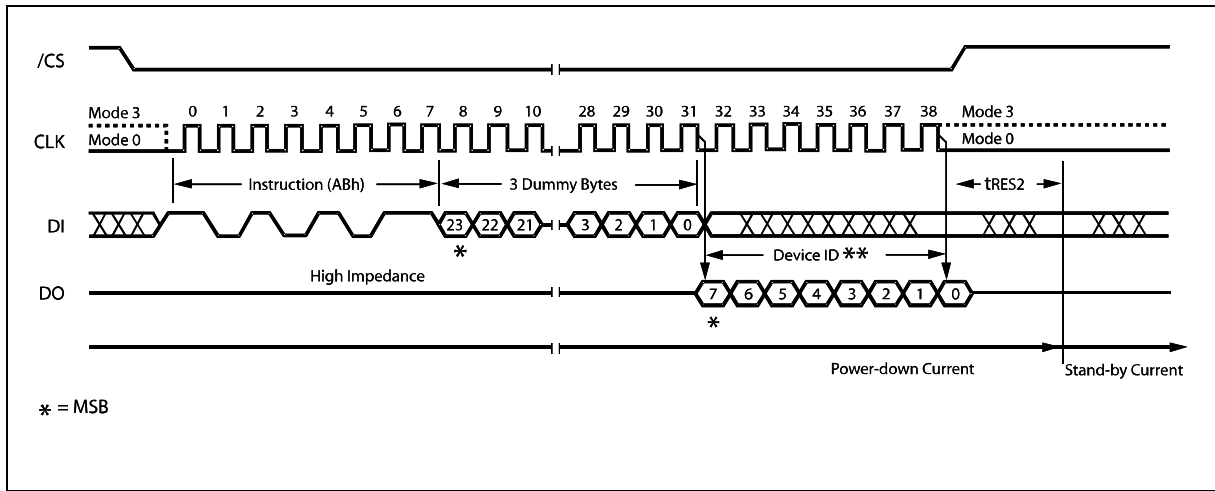 /CS
Mode 3 0 1 2 3 4 5 6 7 8 9 10 28 29 30 31 32 33 34 35 36 37 38 Mode 3
CLK Mode 0 Mode 0
Instruction (ABh) 3 Dummy Bytes tRES2
DI 23 22 21 3 2 1 0
* Device ID **
High Impedance
DO 7 6 5 4 3 2 1 0
*
Power-down Current Stand-by Current
* = MSB